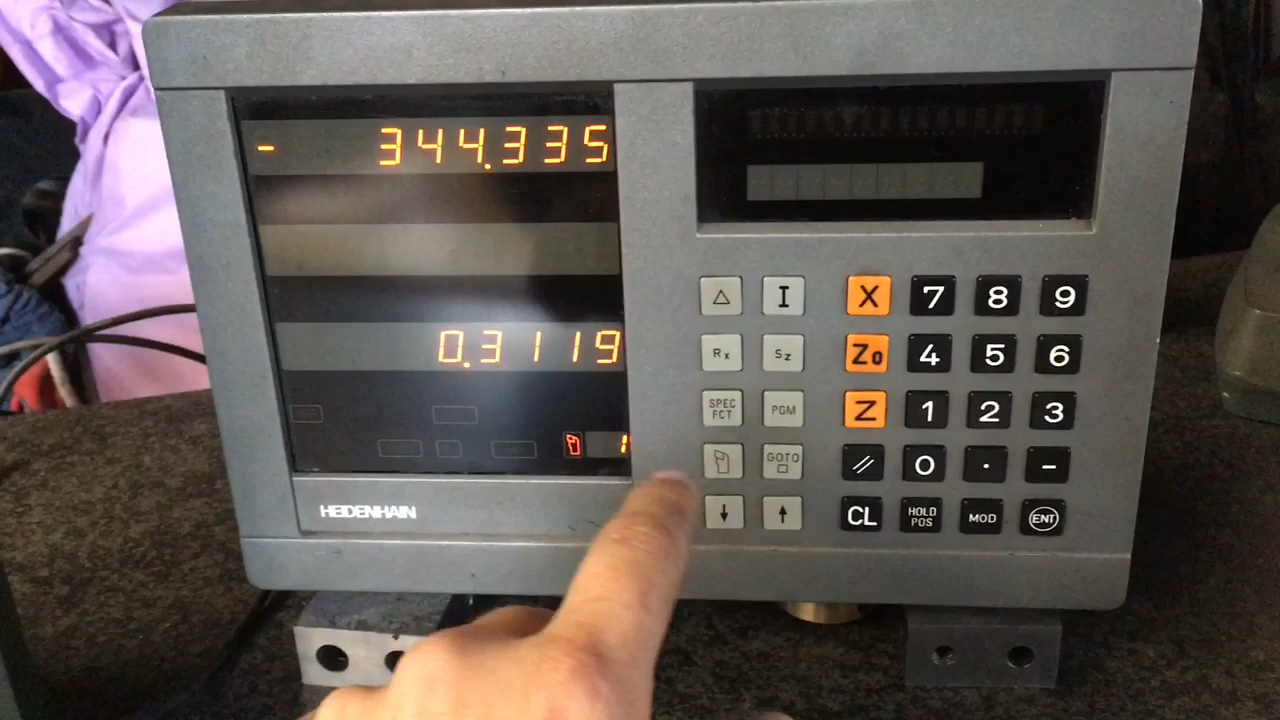 - 344.335
0.3119
1
HEIDENHAIN
△ I X 7 8 9
Rx Sz Zo 4 5 6
SPEC FCT PGM Z 1 2 3
GOTO □ // 0 . -
↓ ↑ CL HOLD POS MOD ENT